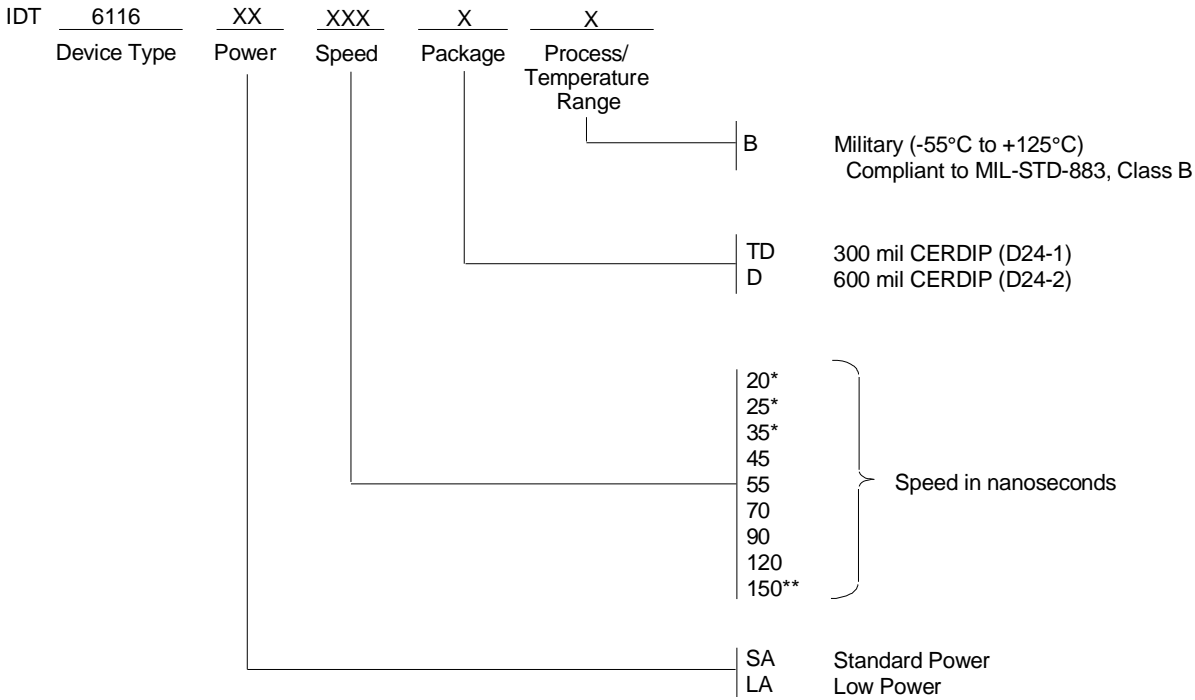 IDT 6116 XX XXX X X
Device Type Power Speed Package Process/
Temperature
Range
B Military (-55°C to +125°C)
Compliant to MIL-STD-883, Class B
TD 300 mil CERDIP (D24-1)
D 600 mil CERDIP (D24-2)
20*
25*
35*
45
55 Speed in nanoseconds
70
90
120
150**
SA Standard Power
LA Low Power